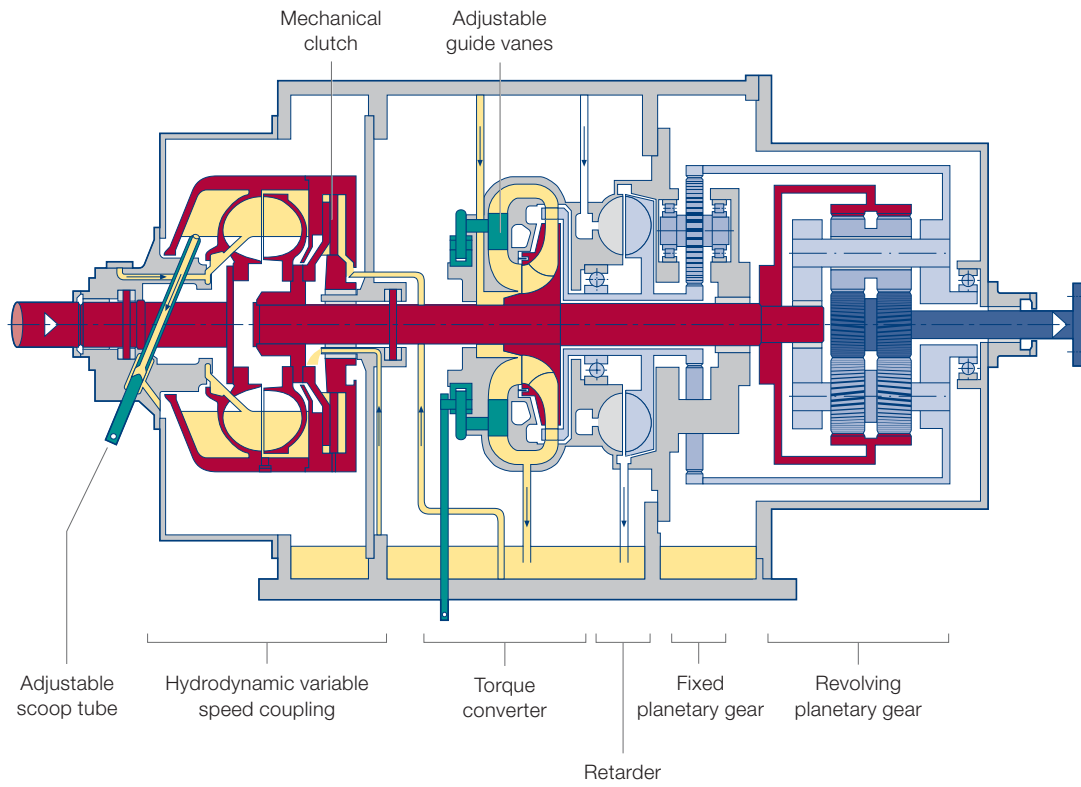 Mechanical
clutch
Adjustable
guide vanes
Adjustable
scoop tube
Hydrodynamic variable
speed coupling
Torque
converter
Fixed
planetary gear
Revolving
planetary gear
Retarder